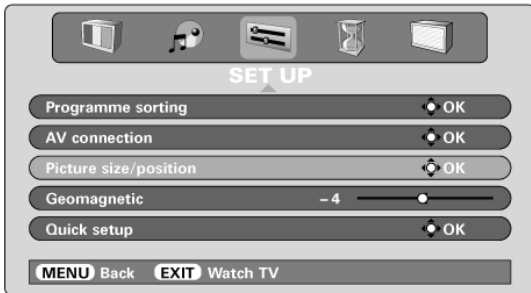 SET UP
Programme sorting OK
AV connection OK
Picture size/position OK
Geomagnetic –4
Quick setup OK
MENU Back EXIT Watch TV